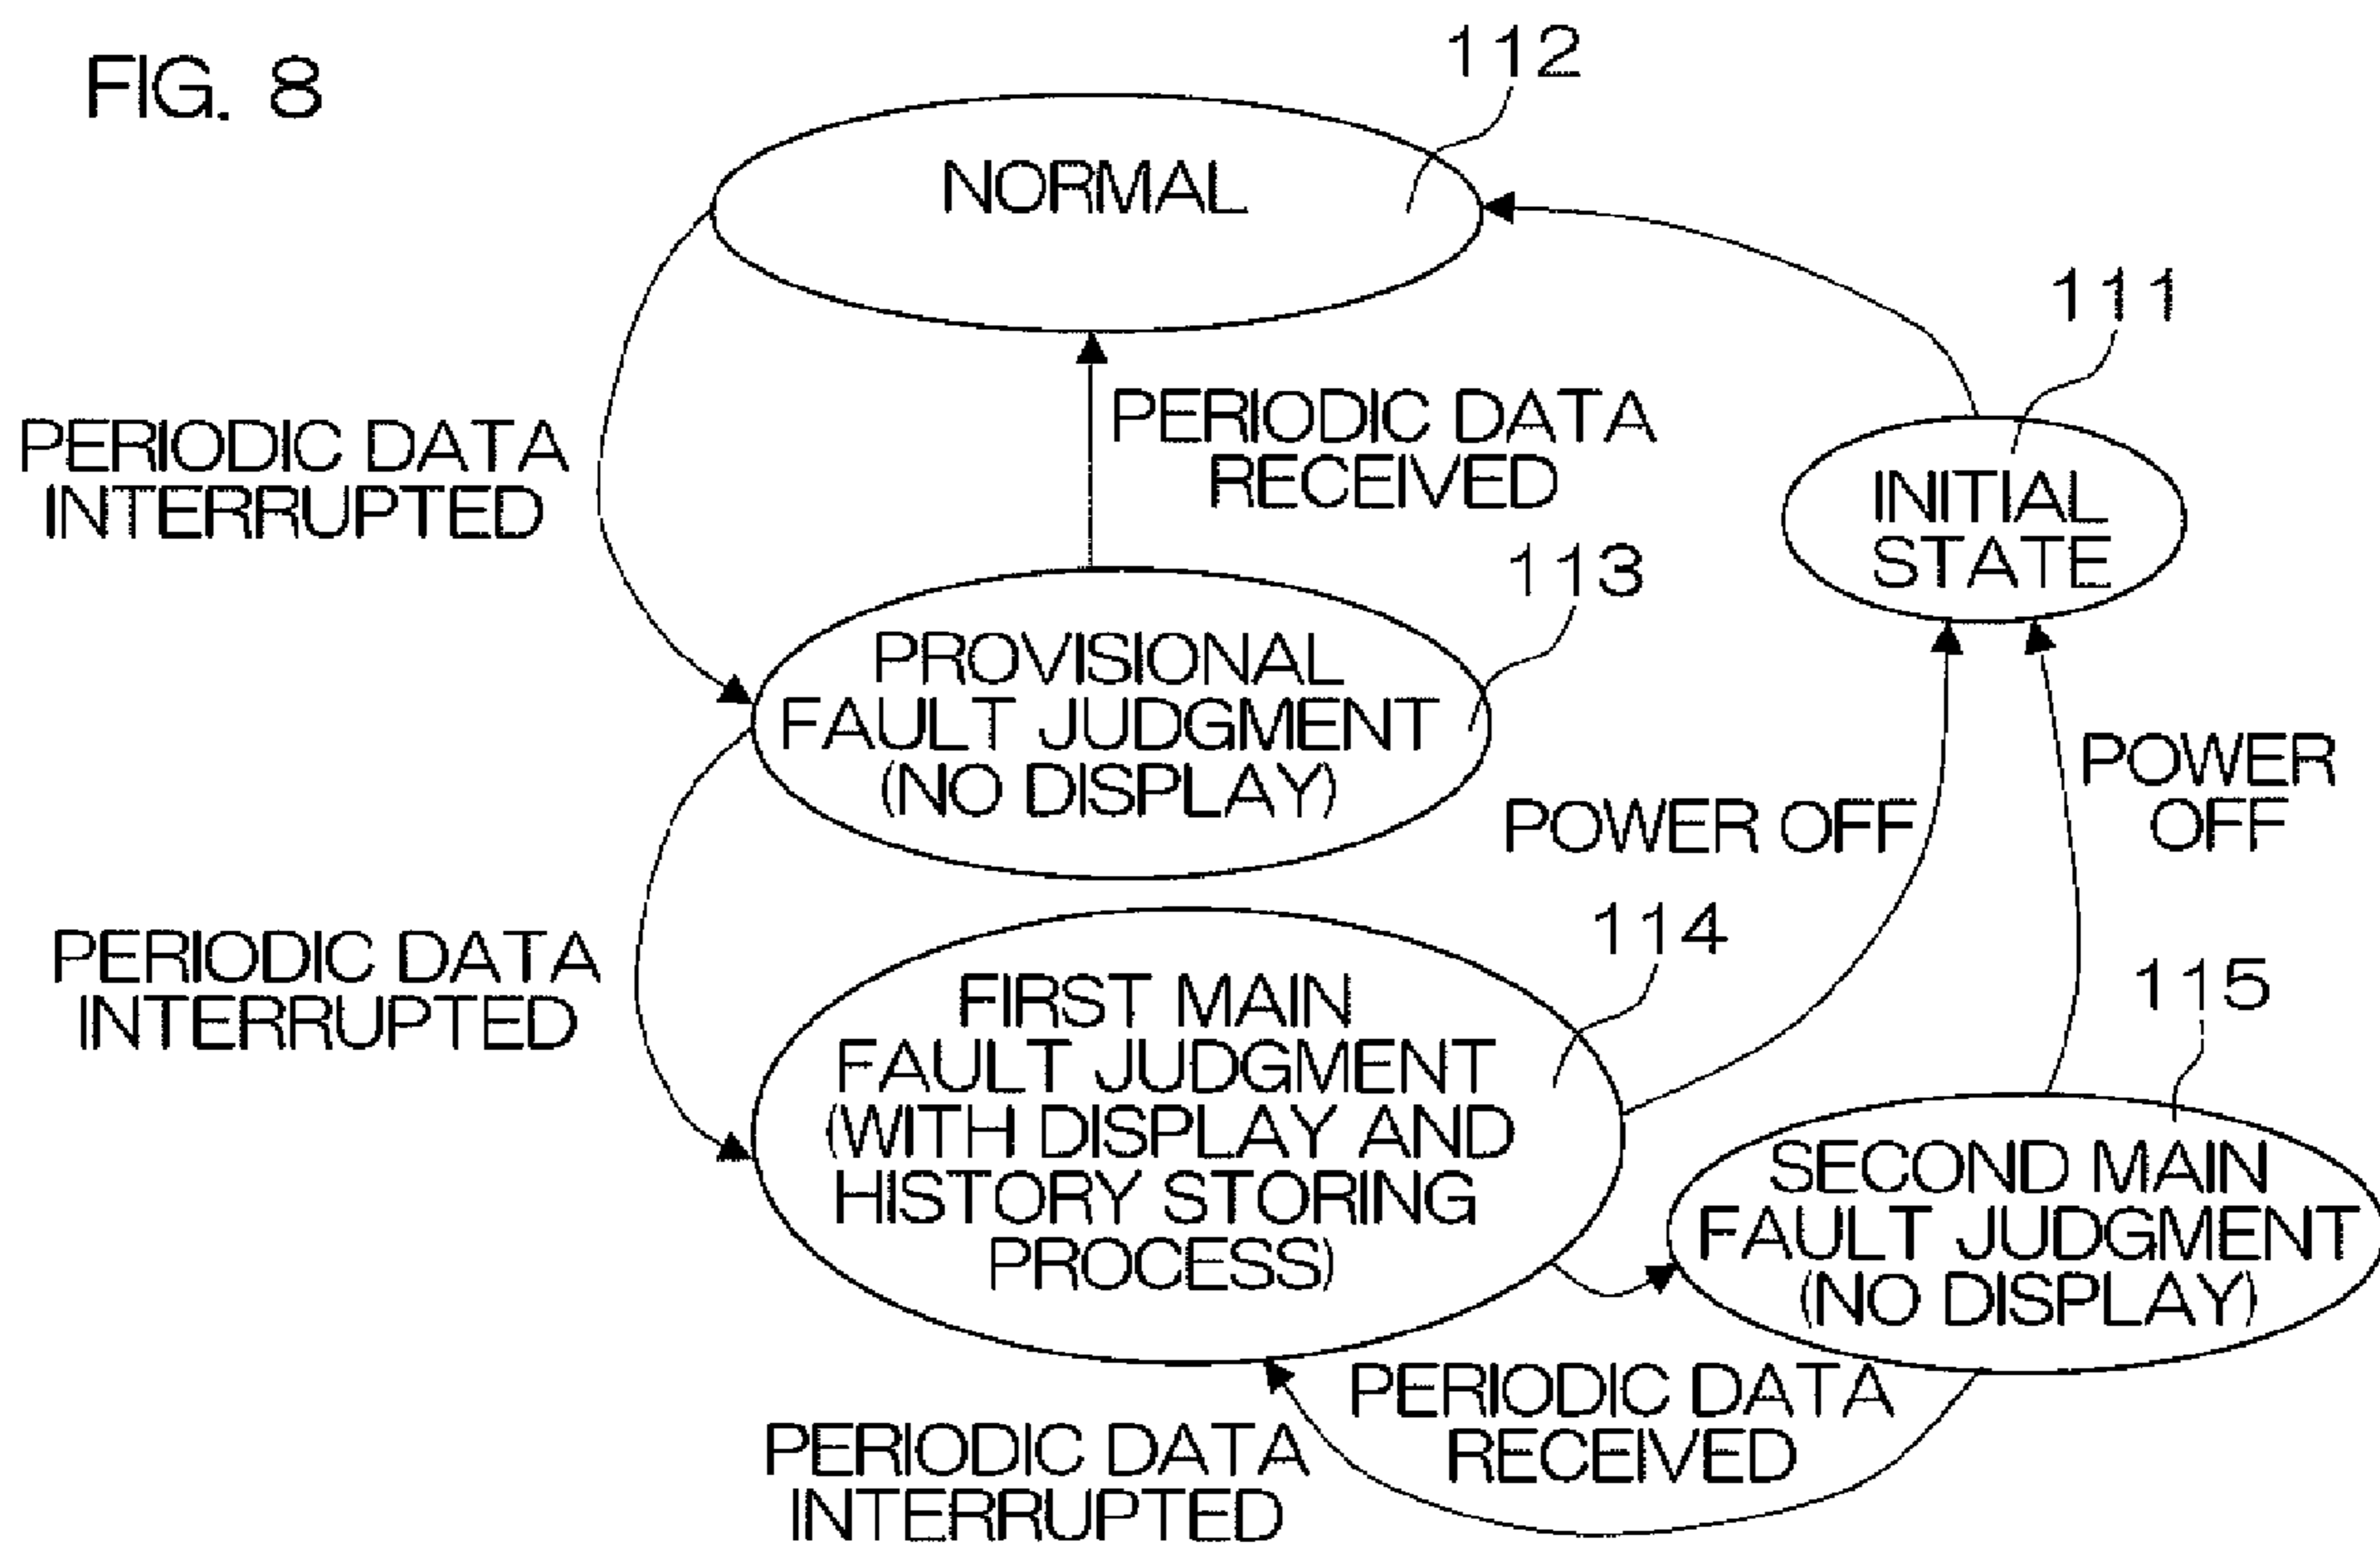 FIG. 8
112
NORMAL
111
PERIODIC DATA
INTERRUPTED
PERIODIC DATA
RECEIVED
INITIAL
STATE
113
PROVISIONAL
FAULT JUDGMENT
(NO DISPLAY)
POWER OFF
POWER
OFF
PERIODIC DATA
INTERRUPTED
114
FIRST MAIN
FAULT JUDGMENT
(WITH DISPLAY AND
HISTORY STORING
PROCESS)
115
SECOND MAIN
FAULT JUDGMENT
(NO DISPLAY)
PERIODIC DATA
RECEIVED
PERIODIC DATA
INTERRUPTED